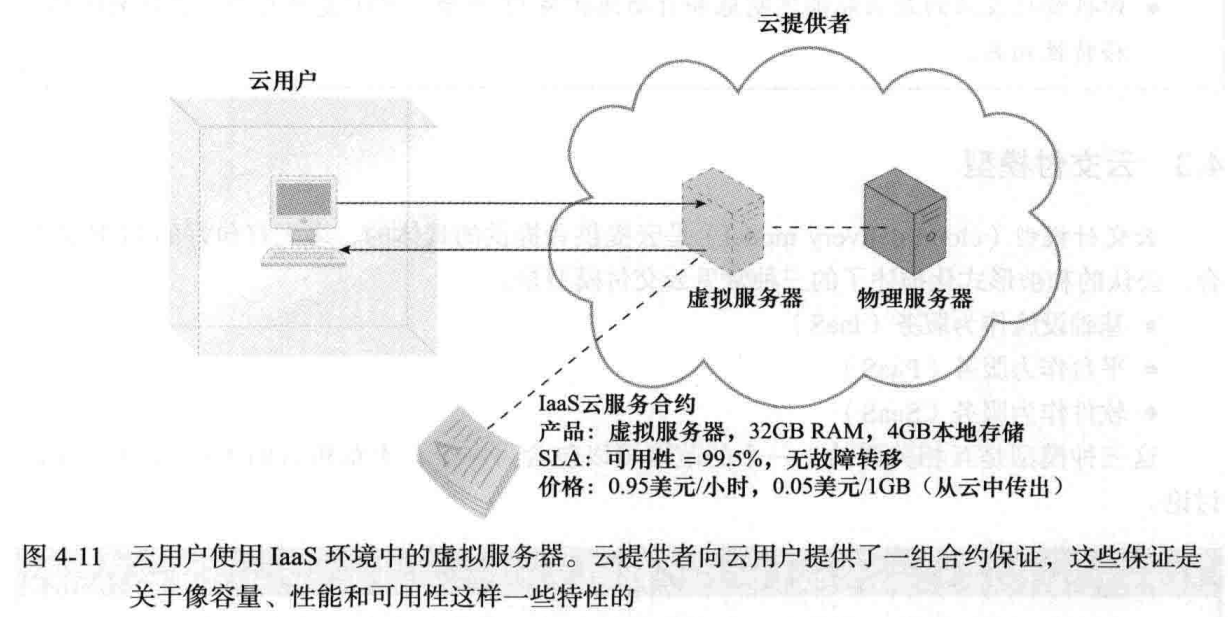 云提供者
云用户
虚拟服务器
物理服务器
IaaS云服务合约
产品：虚拟服务器，32GB RAM，4GB本地存储
SLA：可用性 = 99.5%，无故障转移
价格：0.95美元/小时，0.05美元/1GB（从云中传出）
图 4-11 云用户使用 IaaS 环境中的虚拟服务器。云提供者向云用户提供了一组合约保证，这些保证是
关于像容量、性能和可用性这样一些特性的